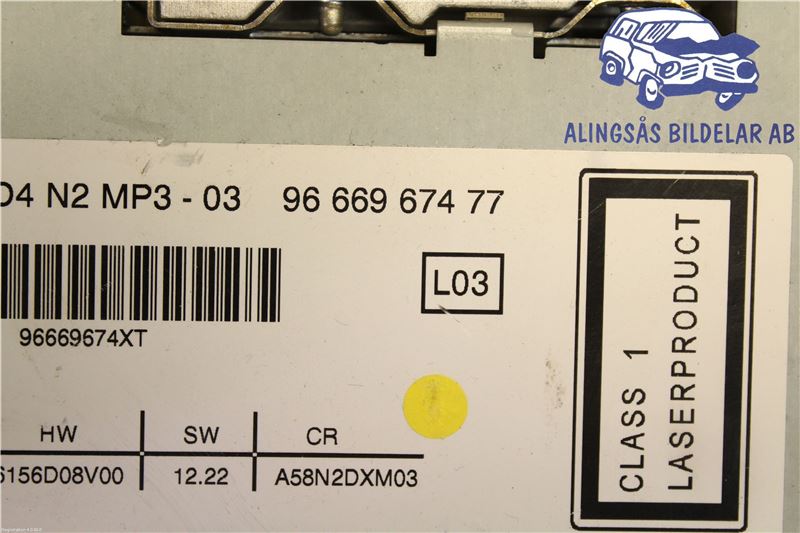 ALINGSÅS BILDELAR AB
D4 N2 MP3 - 03 96 669 674 77
L03
96669674XT
CLASS 1
LASERPRODUCT
HW SW CR
6156D08V00 12.22 A58N2DXM03